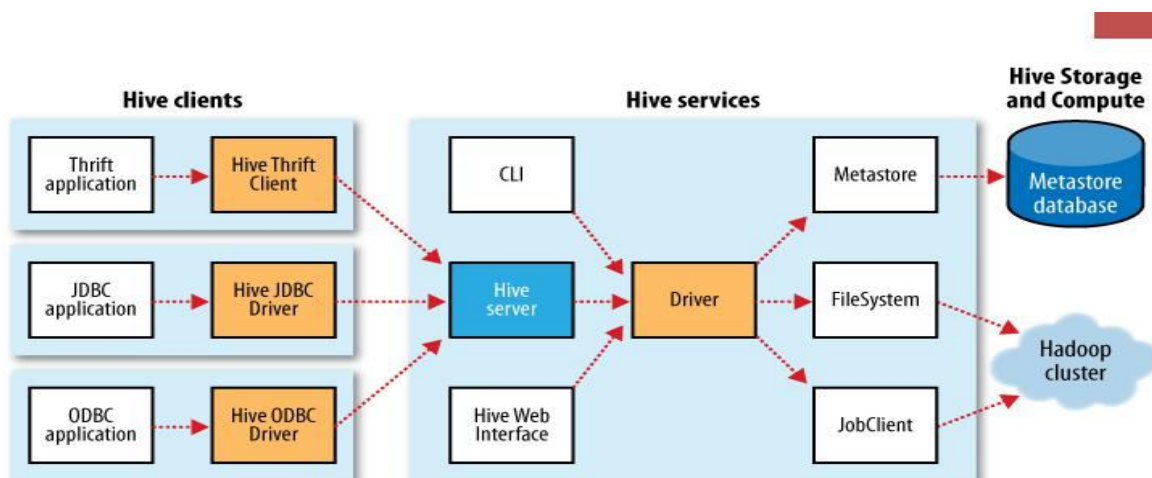 Hive clients
Thrift
application
Hive Thrift
Client
JDBC
application
Hive JDBC
Driver
ODBC
application
Hive ODBC
Driver
Hive services
CLI
Hive
server
Hive Web
Interface
Driver
Metastore
FileSystem
JobClient
Hive Storage
and Compute
Metastore
database
Hadoop
cluster